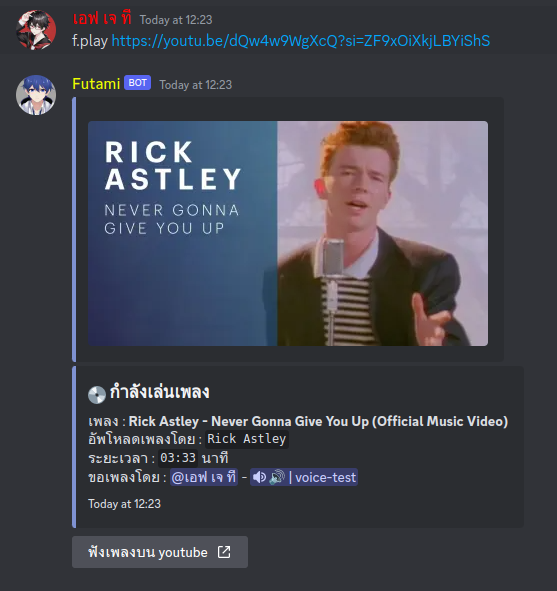 เอฟ เจ ที Today at 12:23
f.play https://youtu.be/dQw4w9WgXcQ?si=ZF9xOiXkjLBYiShS
Futami BOT Today at 12:23
RICK
ASTLEY
NEVER GONNA
GIVE YOU UP
กำลังเล่นเพลง
เพลง : Rick Astley - Never Gonna Give You Up (Official Music Video)
อัพโหลดเพลงโดย : Rick Astley
ระยะเวลา : 03:33 นาที
ขอเพลงโดย : @เอฟ เจ ที - | voice-test
Today at 12:23
ฟังเพลงบน youtube